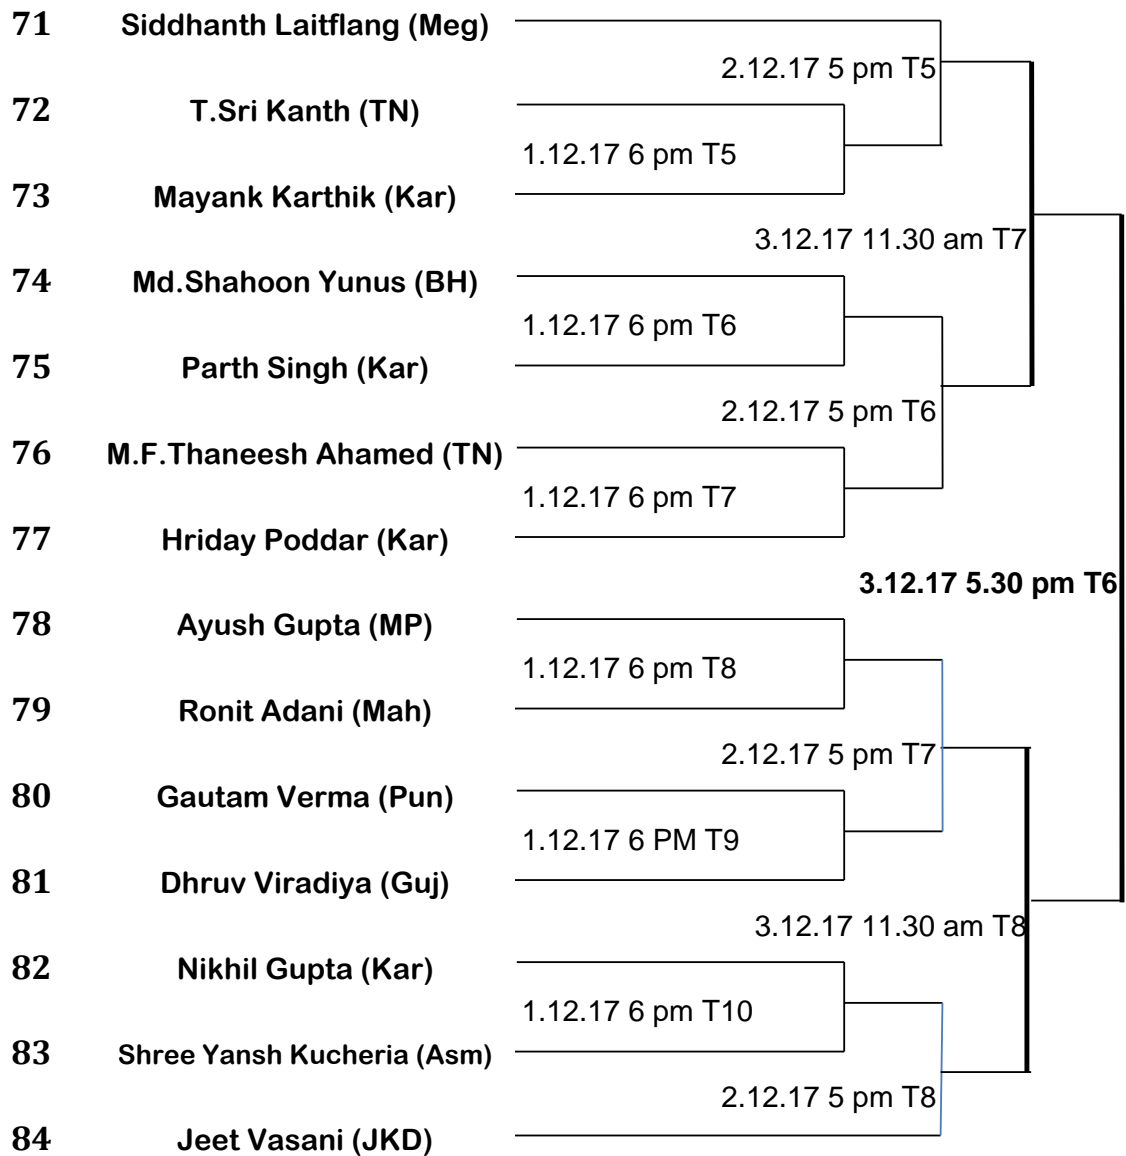 71 Siddhanth Laitflang (Meg)
2.12.17 5 pm T5
72 T.Sri Kanth (TN)
1.12.17 6 pm T5
73 Mayank Karthik (Kar)
3.12.17 11.30 am T7
74 Md.Shahoon Yunus (BH)
1.12.17 6 pm T6
75 Parth Singh (Kar)
2.12.17 5 pm T6
76 M.F.Thaneesh Ahamed (TN)
1.12.17 6 pm T7
77 Hriday Poddar (Kar)
3.12.17 5.30 pm T6
78 Ayush Gupta (MP)
1.12.17 6 pm T8
79 Ronit Adani (Mah)
2.12.17 5 pm T7
80 Gautam Verma (Pun)
1.12.17 6 PM T9
81 Dhruv Viradiya (Guj)
3.12.17 11.30 am T8
82 Nikhil Gupta (Kar)
1.12.17 6 pm T10
83 Shree Yansh Kucheria (Asm)
2.12.17 5 pm T8
84 Jeet Vasani (JKD)